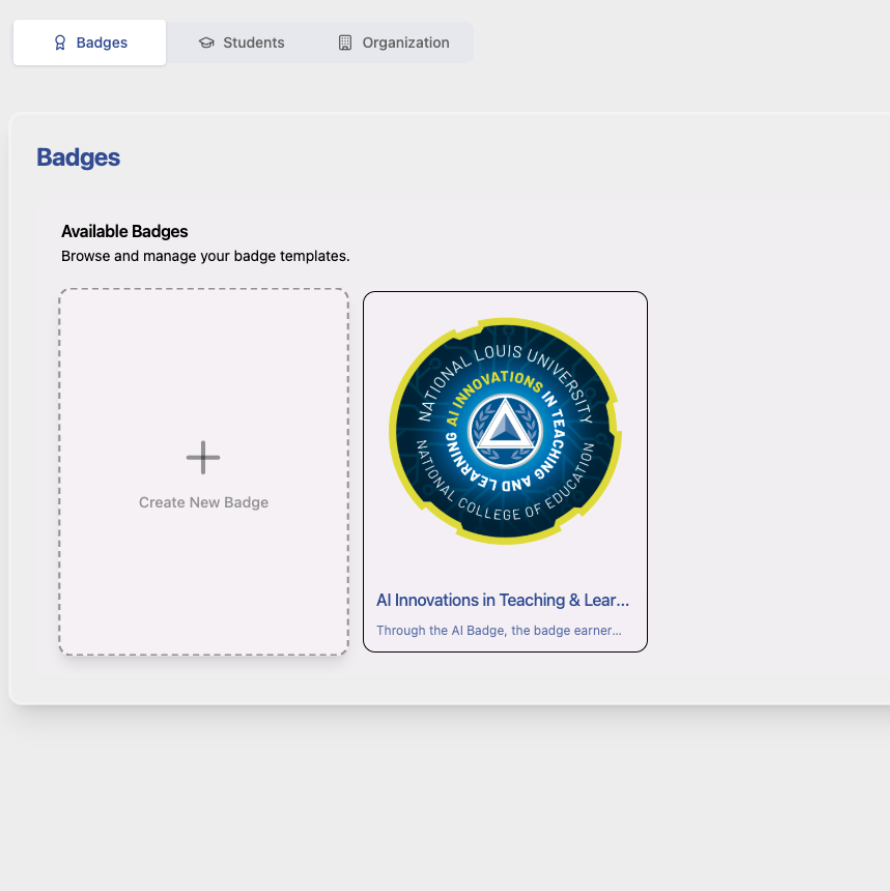 Badges
Students
Organization
Badges
Available Badges
Browse and manage your badge templates.
Create New Badge
NATIONAL LOUIS UNIVERSITY
AI INNOVATIONS IN TEACHING AND LEARNING
NATIONAL COLLEGE OF EDUCATION
AI Innovations in Teaching & Lear...
Through the AI Badge, the badge earner...